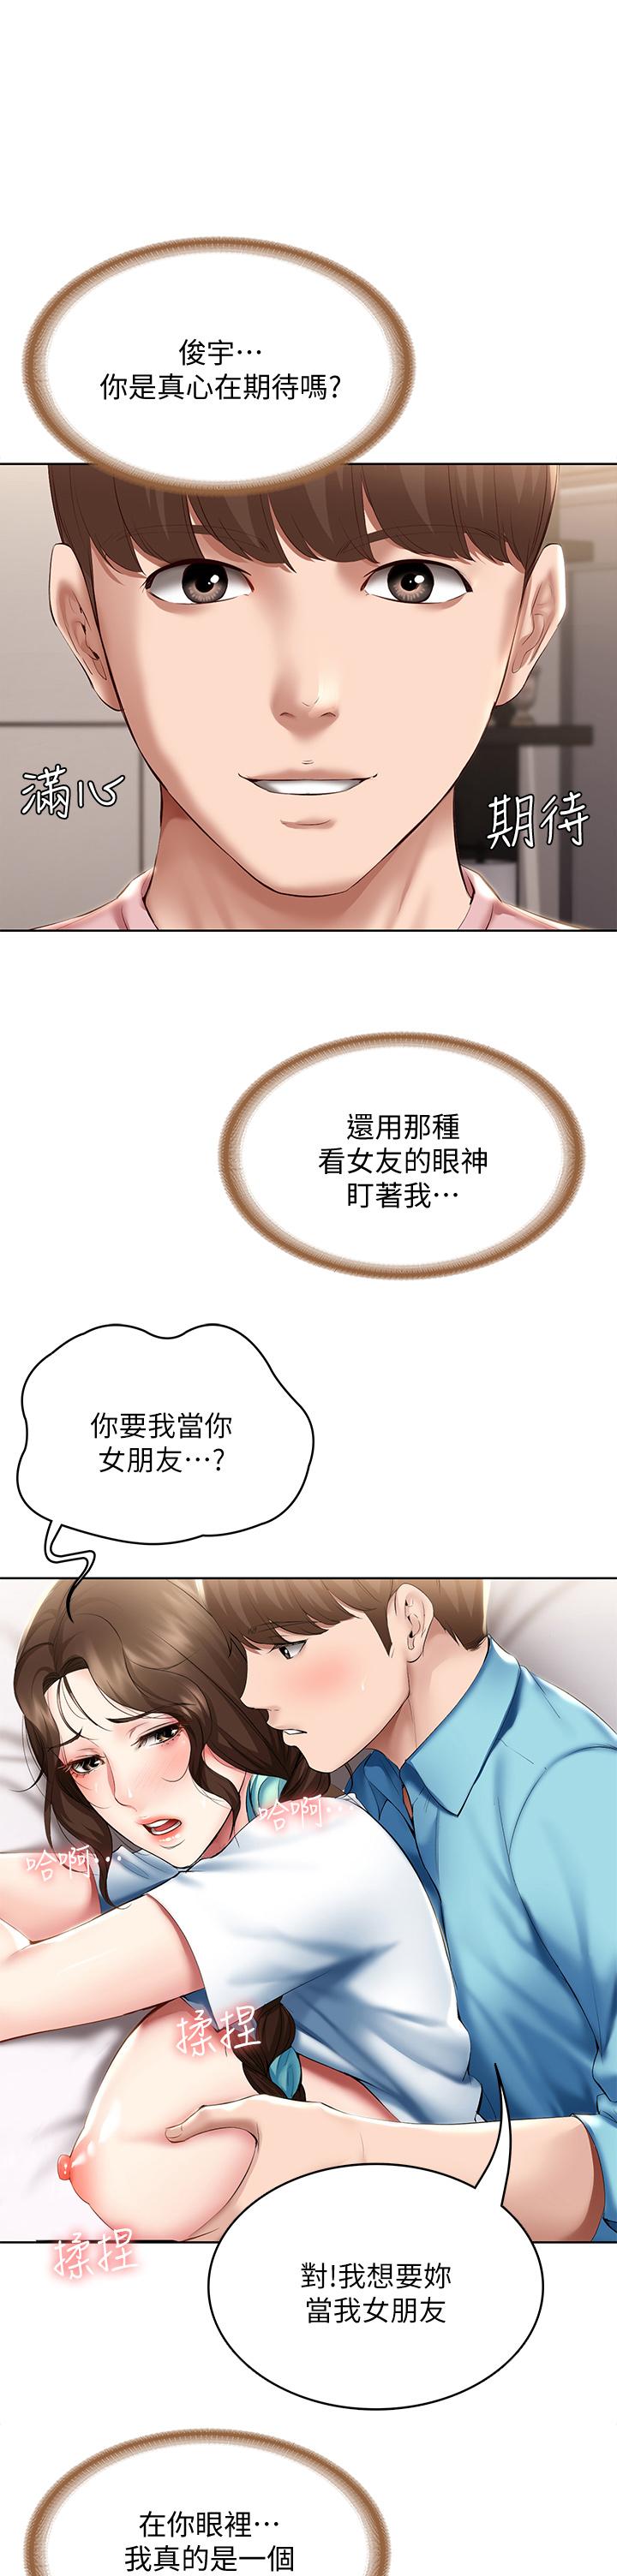 俊宇⋯
你是真心在期待嗎?
滿心
期待
還用那種
看女友的眼神
盯著我⋯
你要我當你
女朋友⋯?
哈啊⋯
哈啊⋯
揉捏
揉捏
對!我想要妳
當我女朋友
在你眼裡⋯
我真的是一個